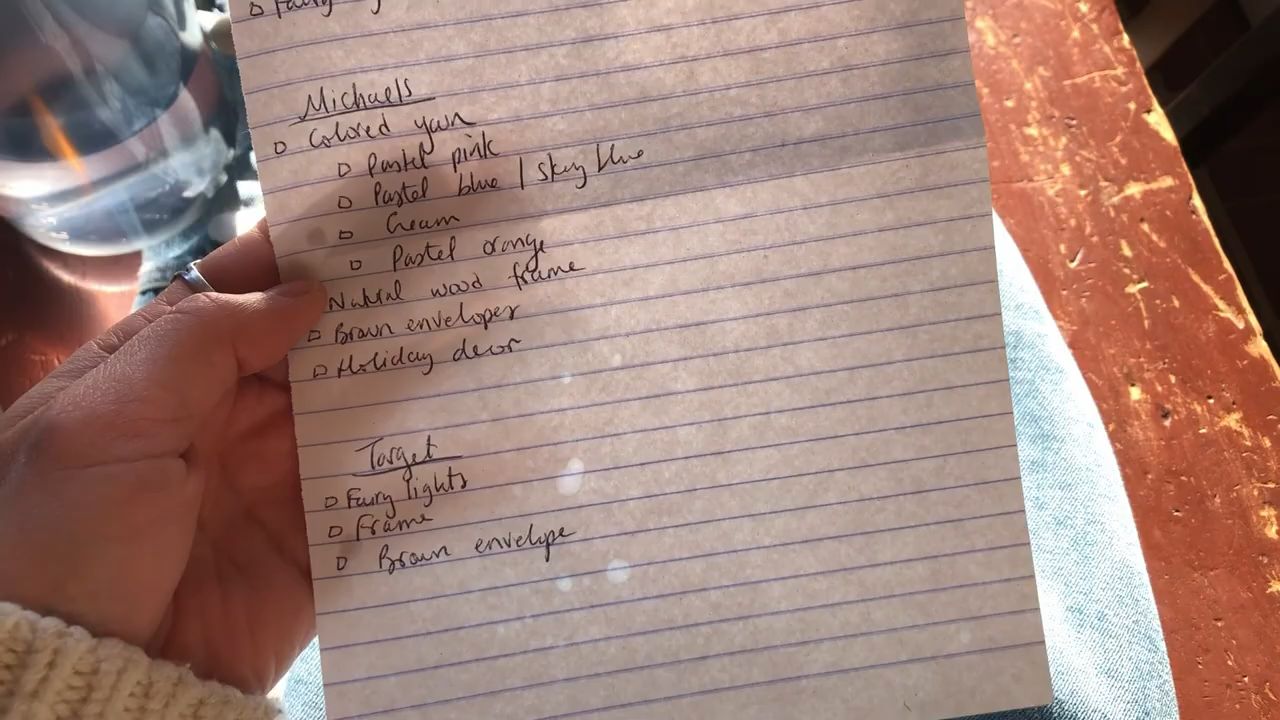 Fairy
Michaels
Colored yarn
Pastel pink
Pastel blue / sky blue
Cream
Pastel orange
Natural wood frame
Brown envelopes
Holiday decor
Target
Fairy lights
Frame
Brown envelope